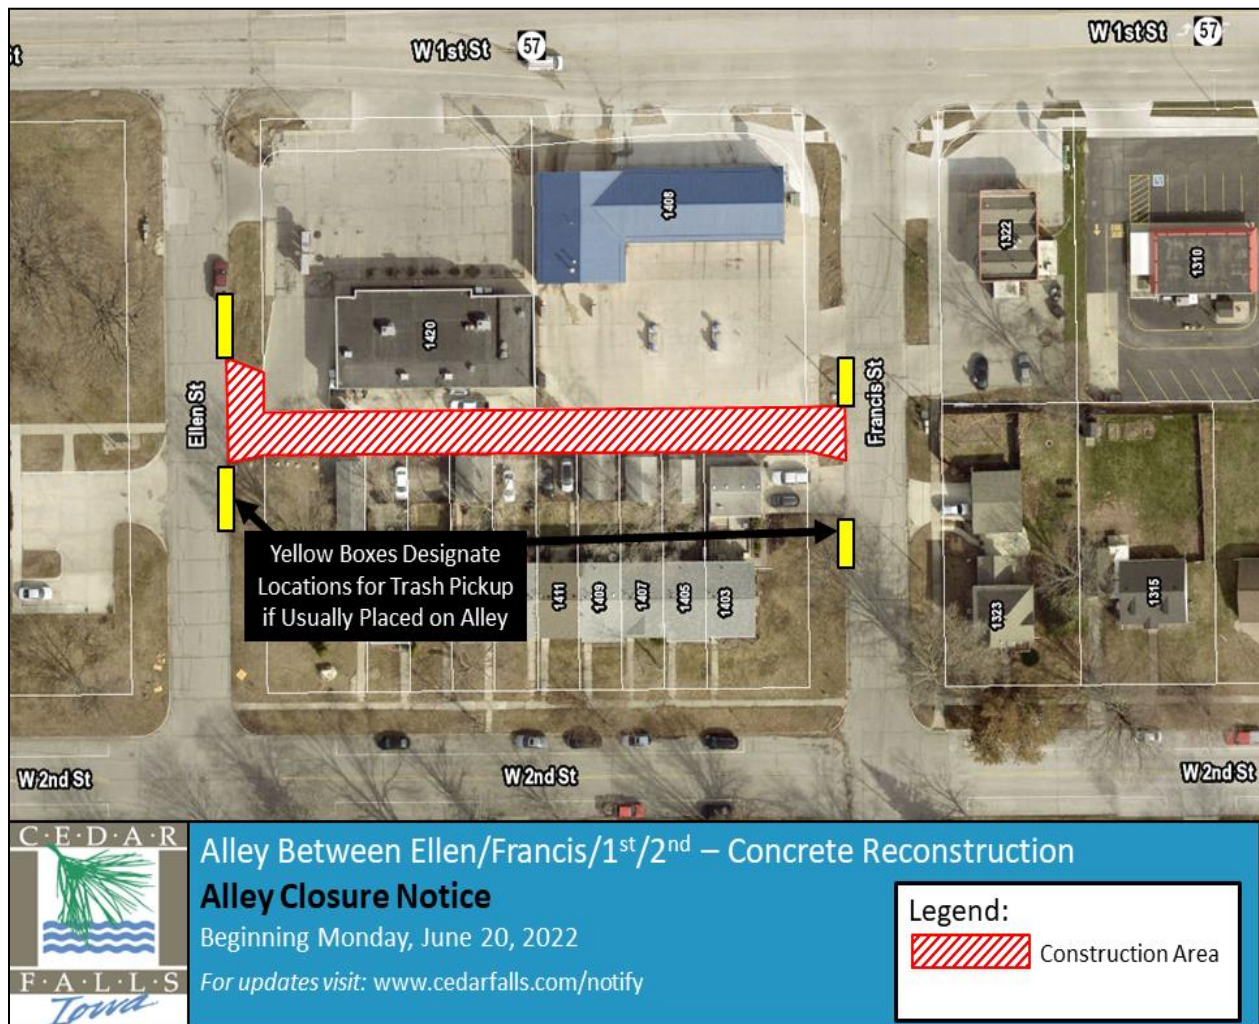 St
W 1st St
57
W 1st St
57
1408
1322
1310
1420
Ellen St
Francis St
Yellow Boxes Designate
Locations for Trash Pickup
if Usually Placed on Alley
1411
1409
1407
1405
1403
1323
1315
W 2nd St
W 2nd St
W 2nd St
C·E·D·A·R
F·A·L·L·S
Iowa
Alley Between Ellen/Francis/1st/2nd – Concrete Reconstruction
Alley Closure Notice
Beginning Monday, June 20, 2022
For updates visit: www.cedarfalls.com/notify
Legend:
Construction Area